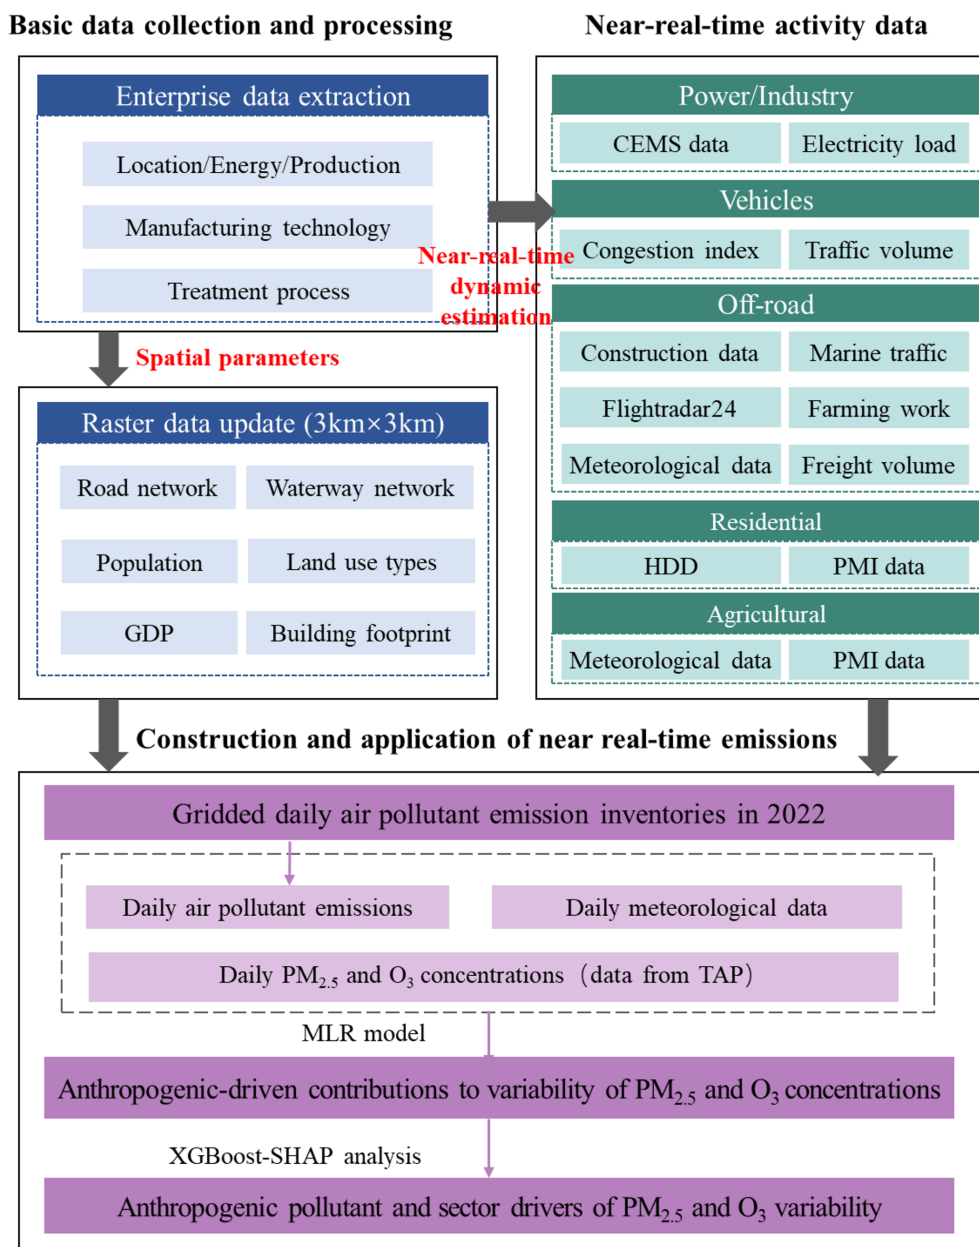 Basic data collection and processing
Enterprise data extraction
Location/Energy/Production
Manufacturing technology
Treatment process
Near-real-time
dynamic
estimation
Spatial parameters
Raster data update (3km×3km)
Road network
Waterway network
Population
Land use types
GDP
Building footprint
Near-real-time activity data
Power/Industry
CEMS data
Electricity load
Vehicles
Congestion index
Traffic volume
Off-road
Construction data
Marine traffic
Flightradar24
Farming work
Meteorological data
Freight volume
Residential
HDD
PMI data
Agricultural
Meteorological data
PMI data
Construction and application of near real-time emissions
Gridded daily air pollutant emission inventories in 2022
Daily air pollutant emissions
Daily meteorological data
Daily PM2.5 and O3 concentrations（data from TAP）
MLR model
Anthropogenic-driven contributions to variability of PM2.5 and O3 concentrations
XGBoost-SHAP analysis
Anthropogenic pollutant and sector drivers of PM2.5 and O3 variability